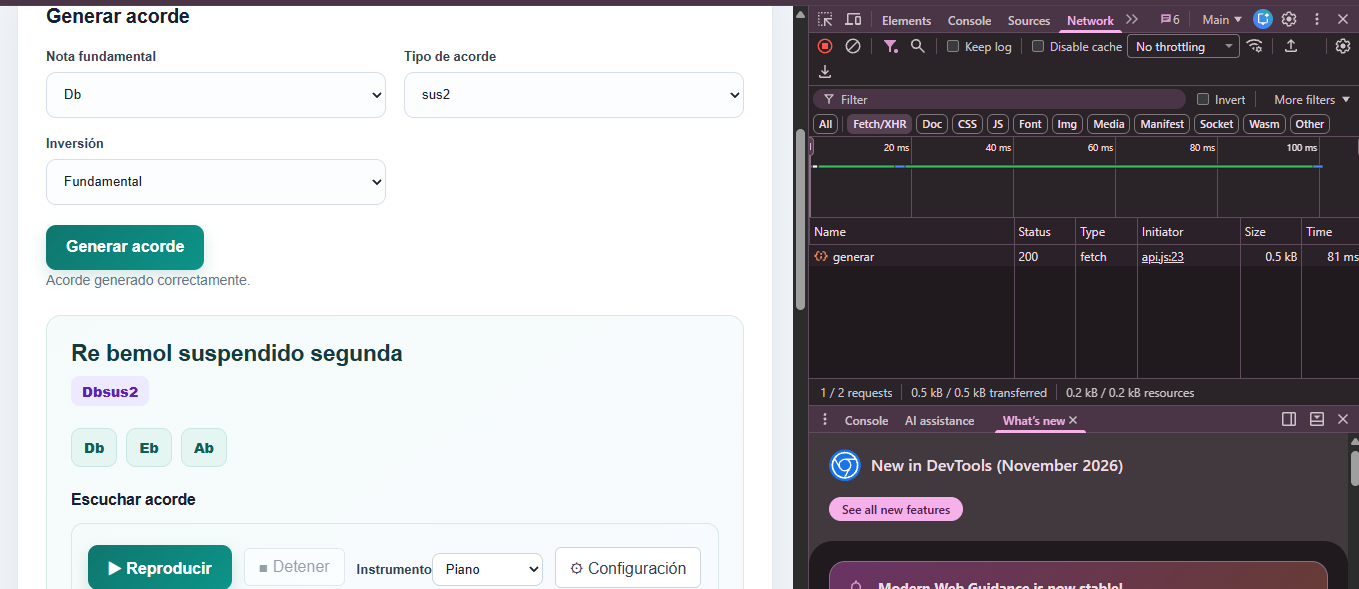 Generar acorde
Nota fundamental
Tipo de acorde
Db
sus2
Inversión
Fundamental
Generar acorde
Acorde generado correctamente.
Re bemol suspendido segunda
Dbsus2
Db Eb Ab
Escuchar acorde
▶ Reproducir
■ Detener
Instrumento
Piano
⚙ Configuración
Elements Console Sources Network 6 Main
Keep log Disable cache No throttling
Filter Invert More filters
All Fetch/XHR Doc CSS JS Font Img Media Manifest Socket Wasm Other
20 ms 40 ms 60 ms 80 ms 100 ms
Name Status Type Initiator Size Time
generar 200 fetch api.js:23 0.5 kB 81 ms
1 / 2 requests 0.5 kB / 0.5 kB transferred 0.2 kB / 0.2 kB resources
Console AI assistance What's new
New in DevTools (November 2026)
See all new features
Modern Web Guidance is now stable!